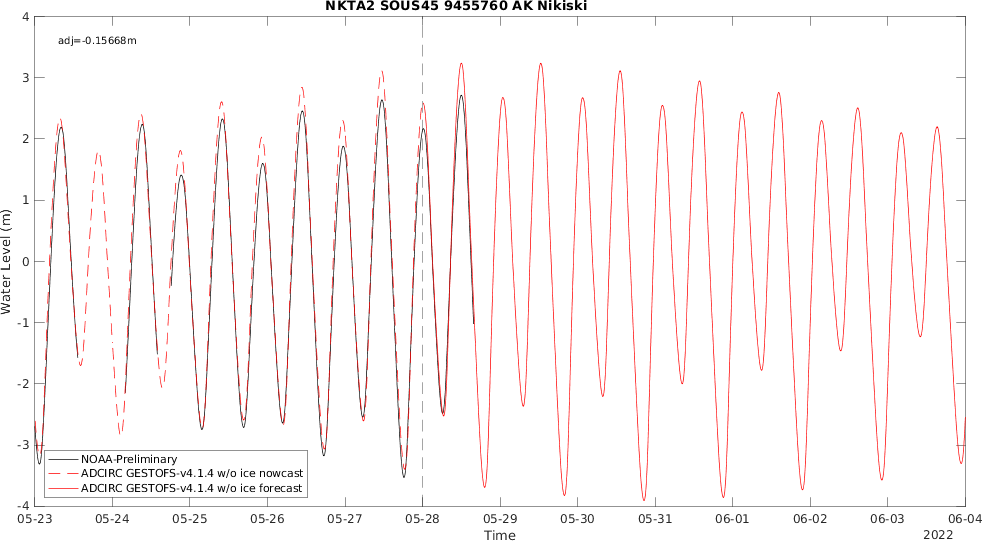 NKTA2 SOUS45 9455760 AK Nikiski
adj=-0.15668m
4
3
2
1
0
-1
-2
-3
-4
Water Level (m)
NOAA-Preliminary
ADCIRC GESTOFS-v4.1.4 w/o ice nowcast
ADCIRC GESTOFS-v4.1.4 w/o ice forecast
05-23 05-24 05-25 05-26 05-27 05-28 05-29 05-30 05-31 06-01 06-02 06-03 06-04
Time
2022